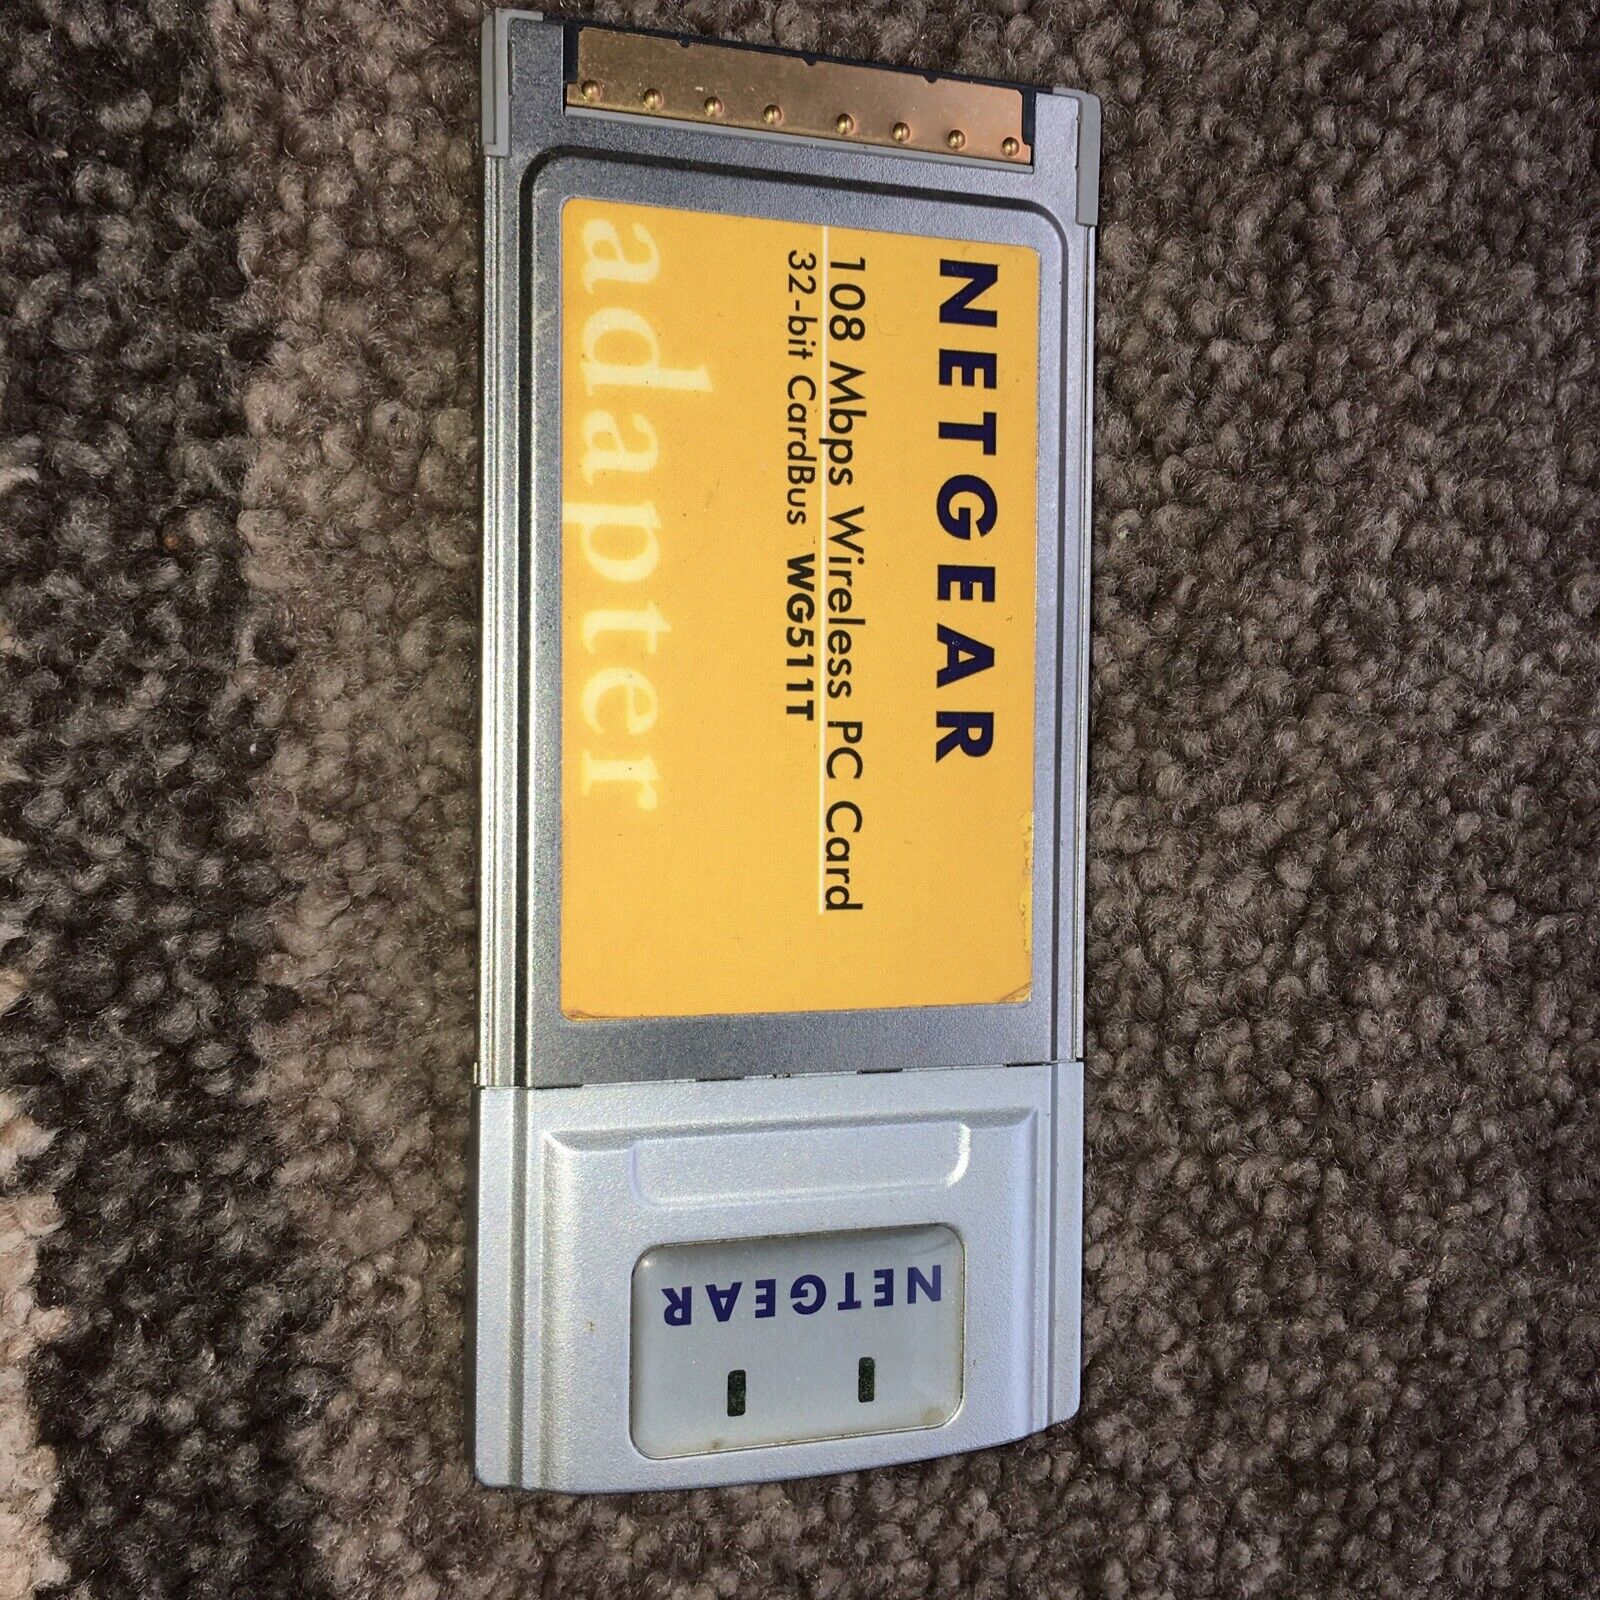 NETGEAR
108 Mbps Wireless PC Card
32-bit CardBus WG511T
adapter
NETGEAR